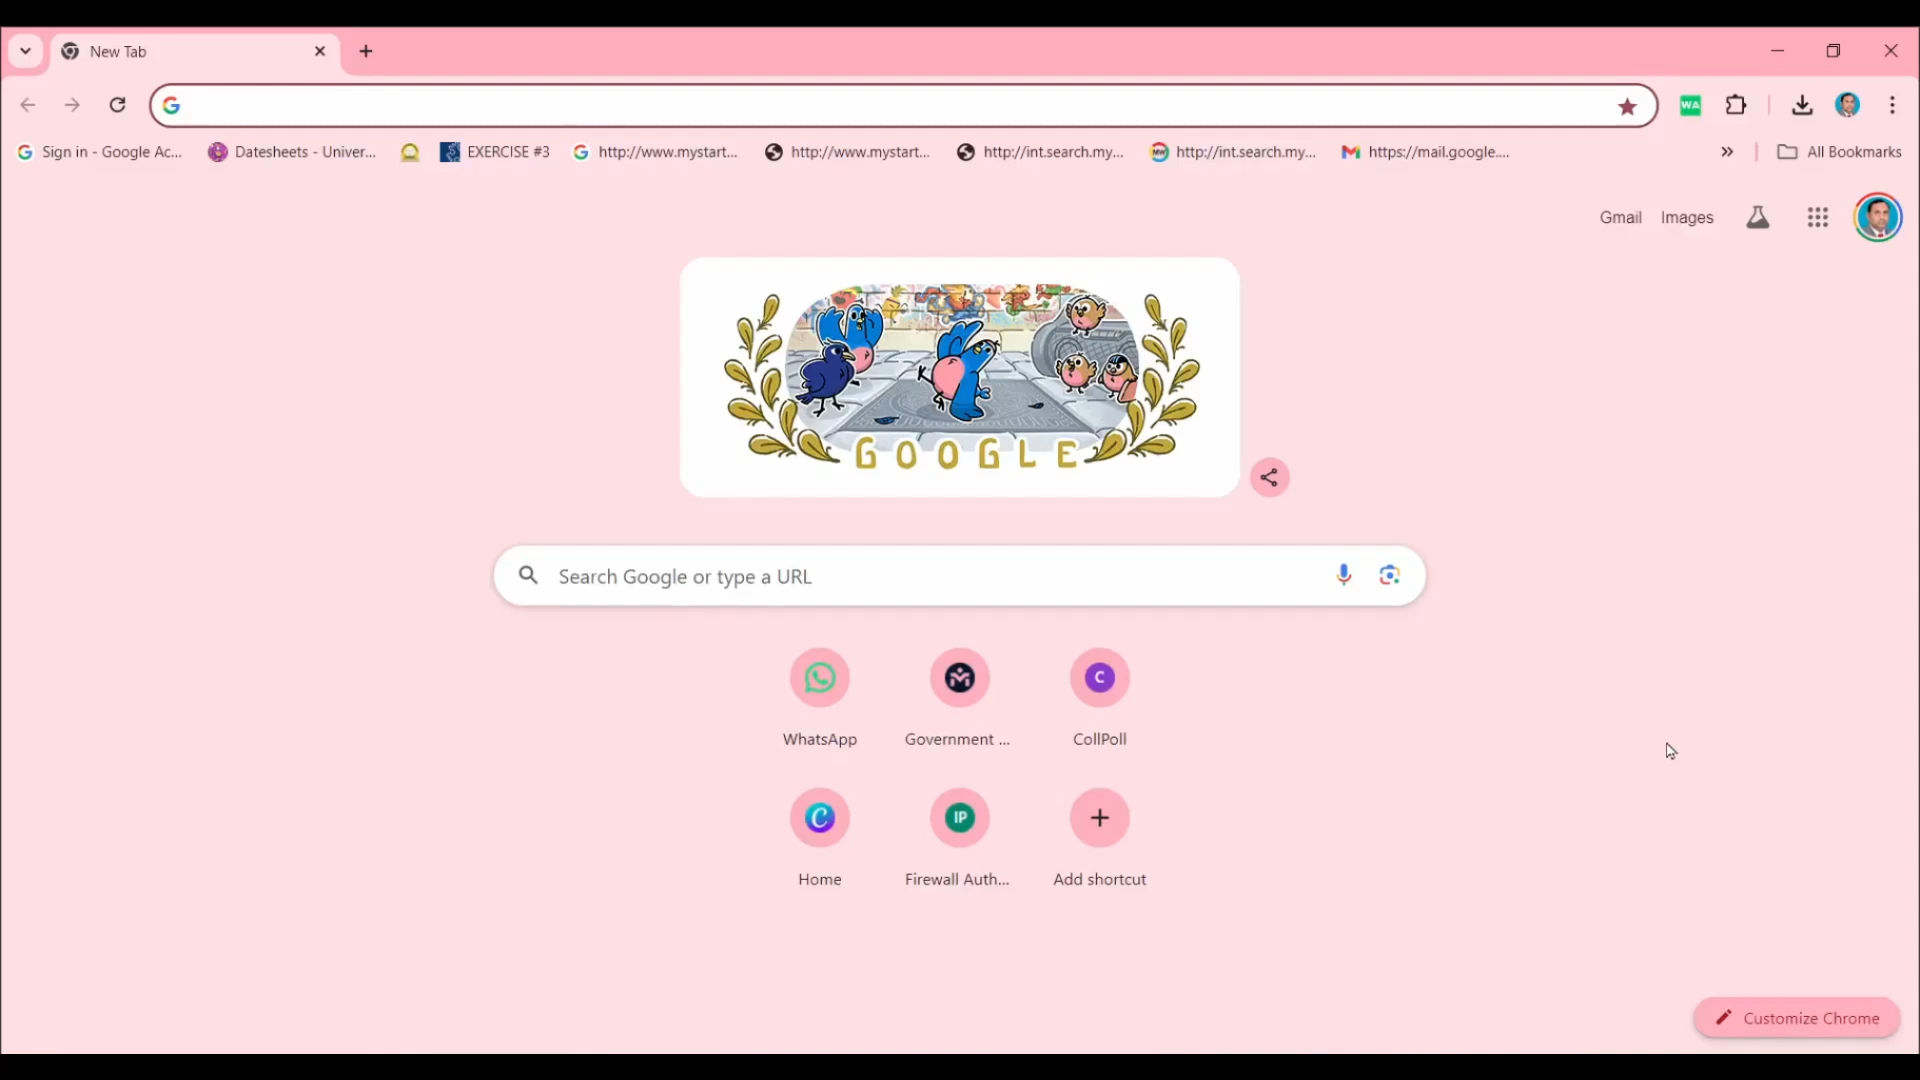 New Tab
Sign in - Google Ac...
Datesheets - Univer...
EXERCISE #3
http://www.mystart...
http://www.mystart...
http://int.search.my...
http://int.search.my...
https://mail.google....
All Bookmarks
WA
Gmail
Images
GOOGLE
Search Google or type a URL
WhatsApp
Government ...
C
CollPoll
Home
IP
Firewall Auth...
Add shortcut
Customize Chrome